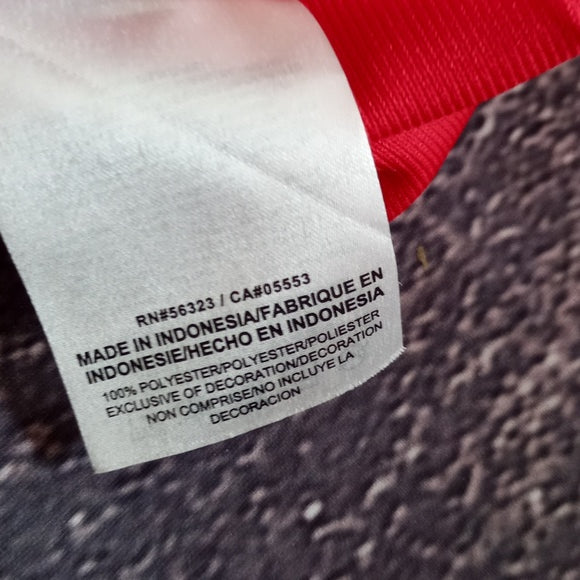 RN#56323 / CA#05553
MADE IN INDONESIA/FABRIQUE EN
INDONESIE/HECHO EN INDONESIA
100% POLYESTER/POLYESTER/POLIESTER
EXCLUSIVE OF DECORATION/DECORATION
NON COMPRISE/NO INCLUYE LA
DECORACION